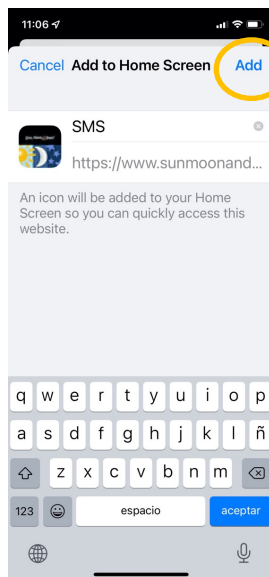 11:06
Cancel Add to Home Screen Add
SMS
https://www.sunmoonand...
An icon will be added to your Home
Screen so you can quickly access this
website.
q w e r t y u i o p
a s d f g h j k l ñ
z x c v b n m
123 espacio aceptar